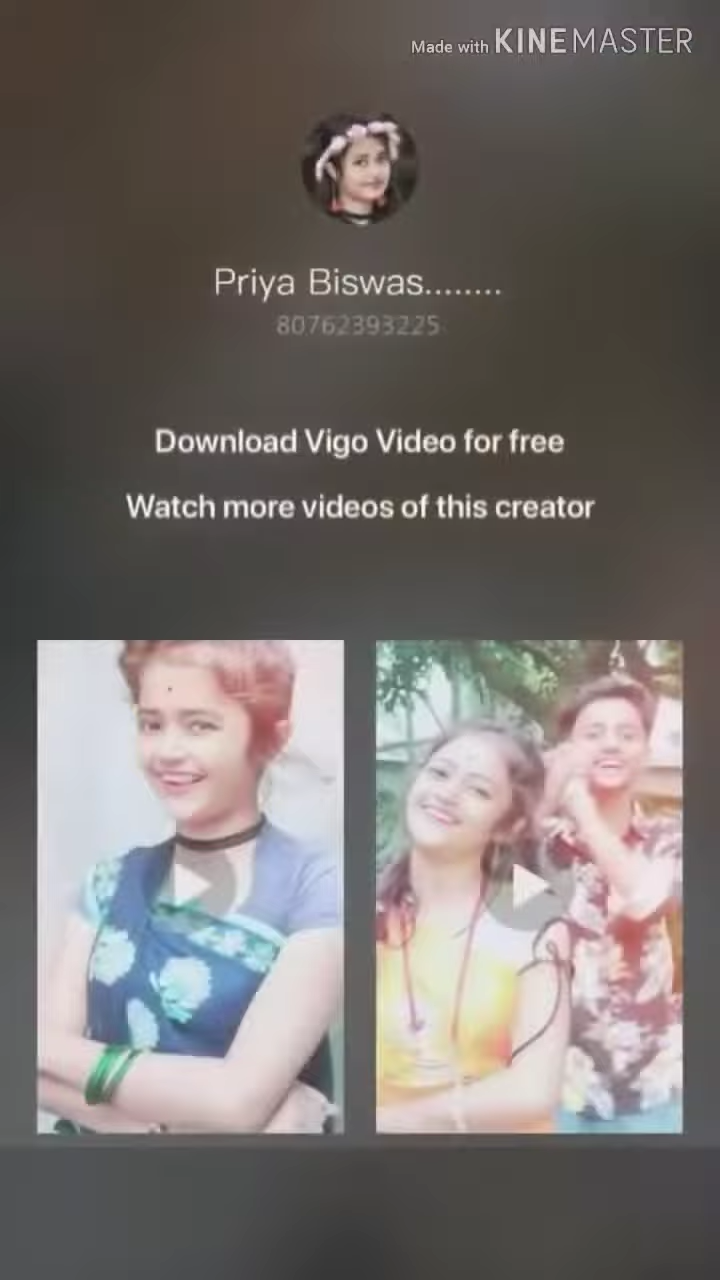 Made with KINEMASTER
Priya Biswas........
80762393225
Download Vigo Video for free
Watch more videos of this creator